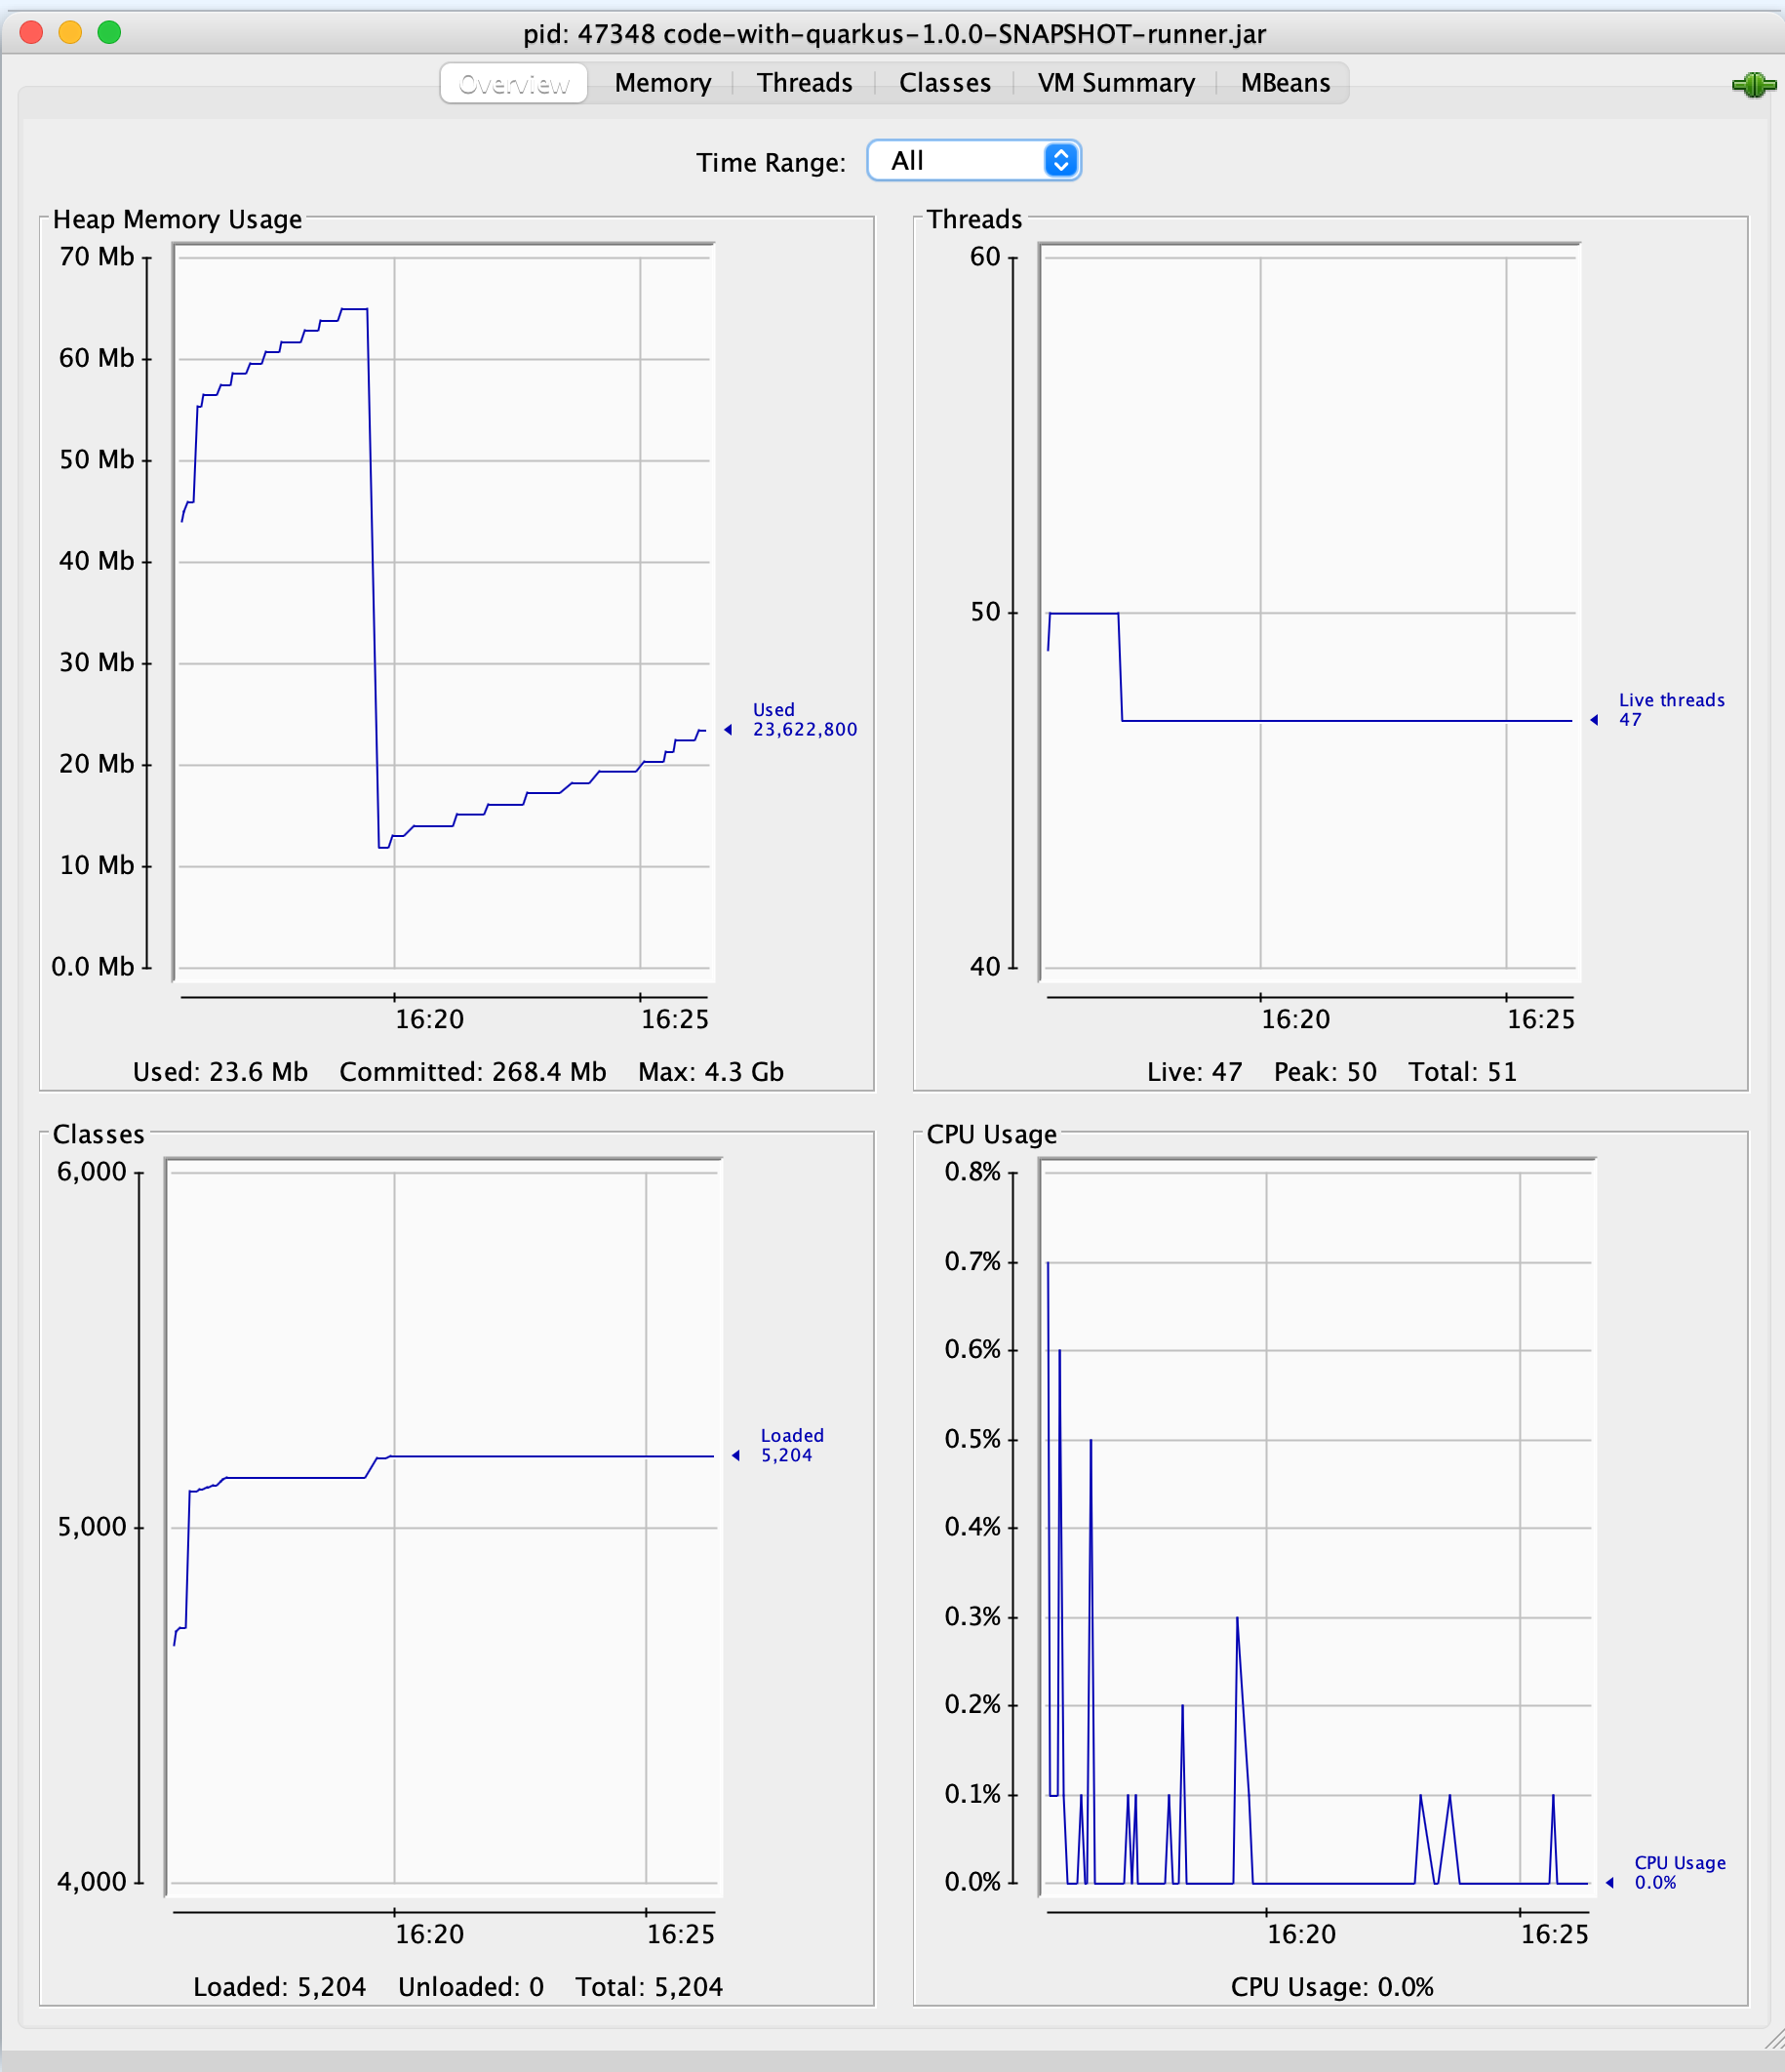 pid: 47348 code-with-quarkus-1.0.0-SNAPSHOT-runner.jar
Overview Memory Threads Classes VM Summary MBeans
Time Range: All
Heap Memory Usage
70 Mb
60 Mb
50 Mb
40 Mb
30 Mb
20 Mb
10 Mb
0.0 Mb
Used
23,622,800
16:20 16:25
Used: 23.6 Mb Committed: 268.4 Mb Max: 4.3 Gb
Threads
60
50
40
Live threads
47
16:20 16:25
Live: 47 Peak: 50 Total: 51
Classes
6,000
5,000
4,000
Loaded
5,204
16:20 16:25
Loaded: 5,204 Unloaded: 0 Total: 5,204
CPU Usage
0.8%
0.7%
0.6%
0.5%
0.4%
0.3%
0.2%
0.1%
0.0%
CPU Usage
0.0%
16:20 16:25
CPU Usage: 0.0%